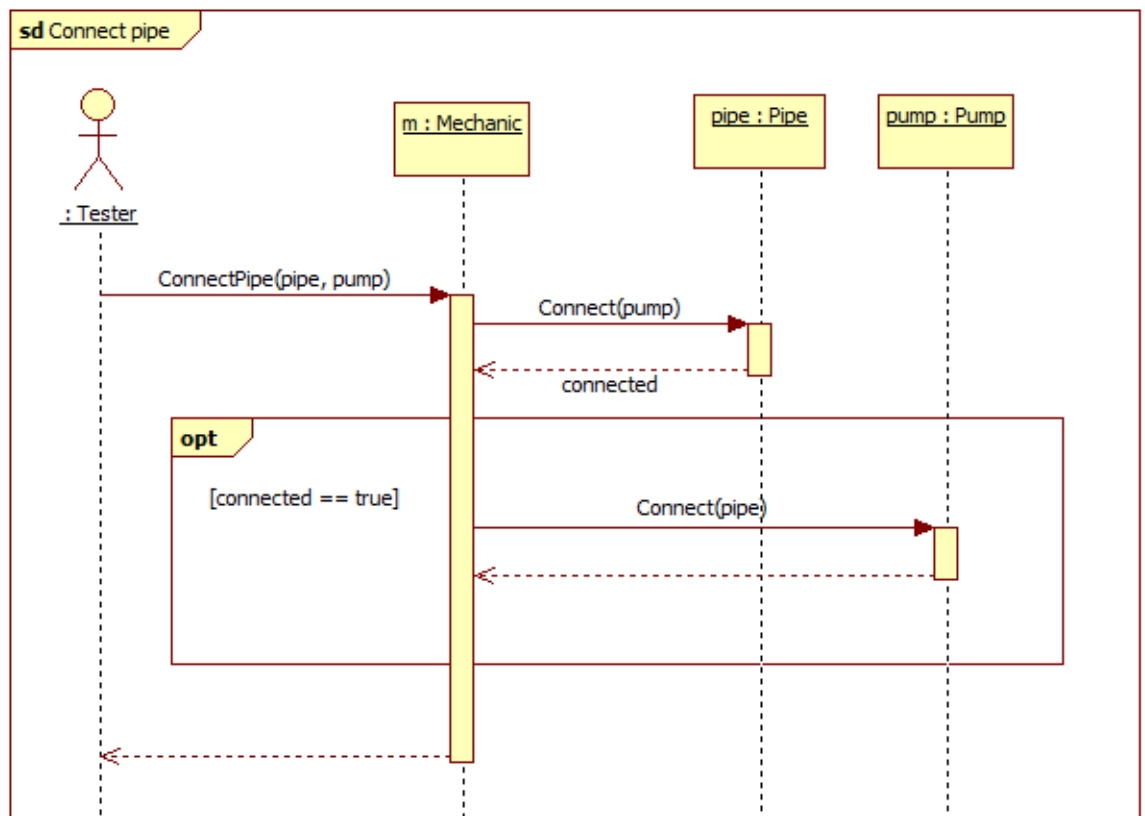 sd Connect pipe
m : Mechanic
pipe : Pipe
pump : Pump
: Tester
ConnectPipe(pipe, pump)
Connect(pump)
connected
opt
[connected == true]
Connect(pipe)